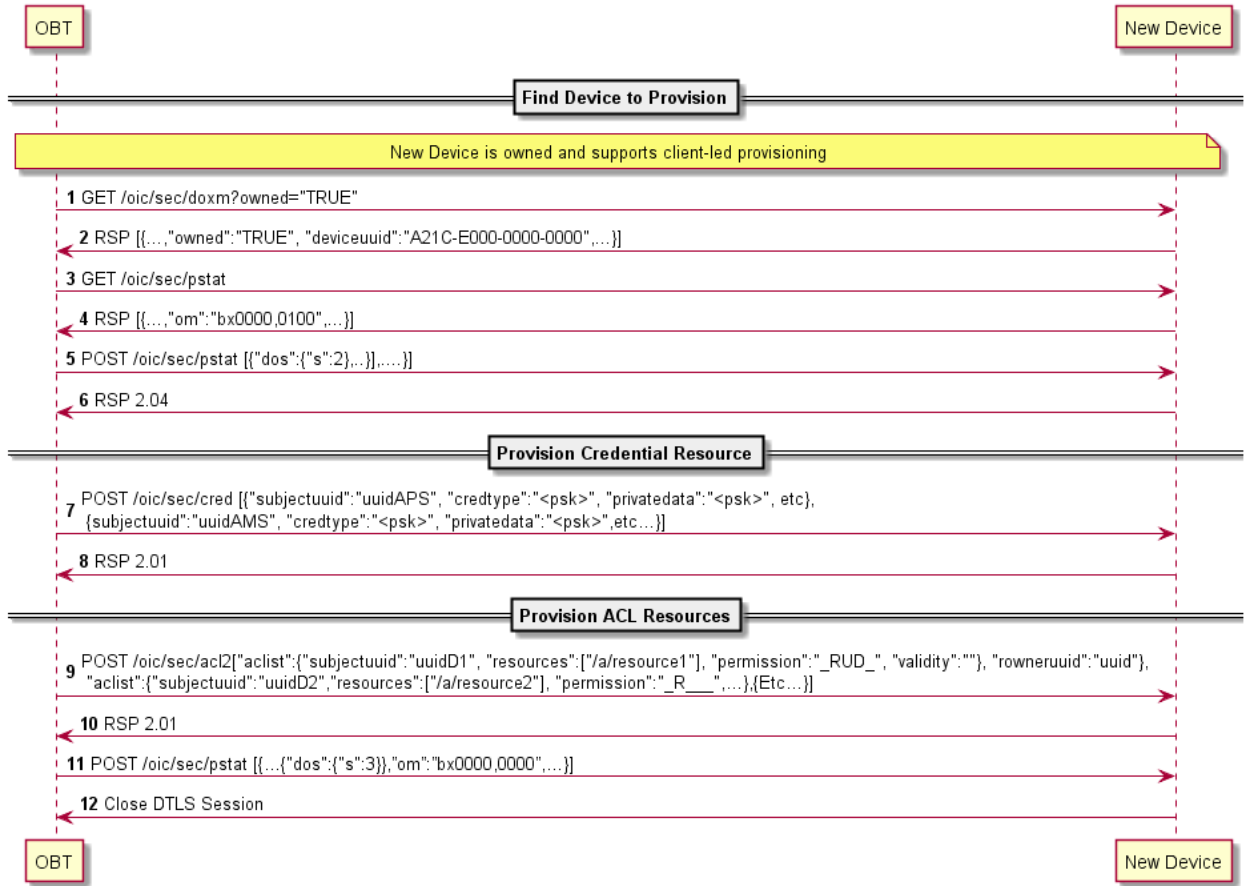 OBT New Device
Find Device to Provision
New Device is owned and supports client-led provisioning
1 GET /oic/sec/doxm?owned="TRUE"
2 RSP [{...,"owned":"TRUE", "deviceuuid":"A21C-E000-0000-0000",...}]
3 GET /oic/sec/pstat
4 RSP [{...,"om":"bx0000,0100",...}]
5 POST /oic/sec/pstat [{"dos":{"s":2},..}],....}]
6 RSP 2.04
Provision Credential Resource
7 POST /oic/sec/cred [{"subjectuuid":"uuidAPS", "credtype":"<psk>", "privatedata":"<psk>", etc},
{subjectuuid":"uuidAMS", "credtype":"<psk>", "privatedata":"<psk>",etc...}]
8 RSP 2.01
Provision ACL Resources
9 POST /oic/sec/acl2["aclist":{"subjectuuid":"uuidD1", "resources":["/a/resource1"], "permission":"_RUD_", "validity":""}, "rowneruuid":"uuid"},
"aclist":{"subjectuuid":"uuidD2","resources":["/a/resource2"], "permission":"_R___",...},{Etc...}]
10 RSP 2.01
11 POST /oic/sec/pstat [{...{"dos":{"s":3}},"om":"bx0000,0000",...}]
12 Close DTLS Session
OBT New Device